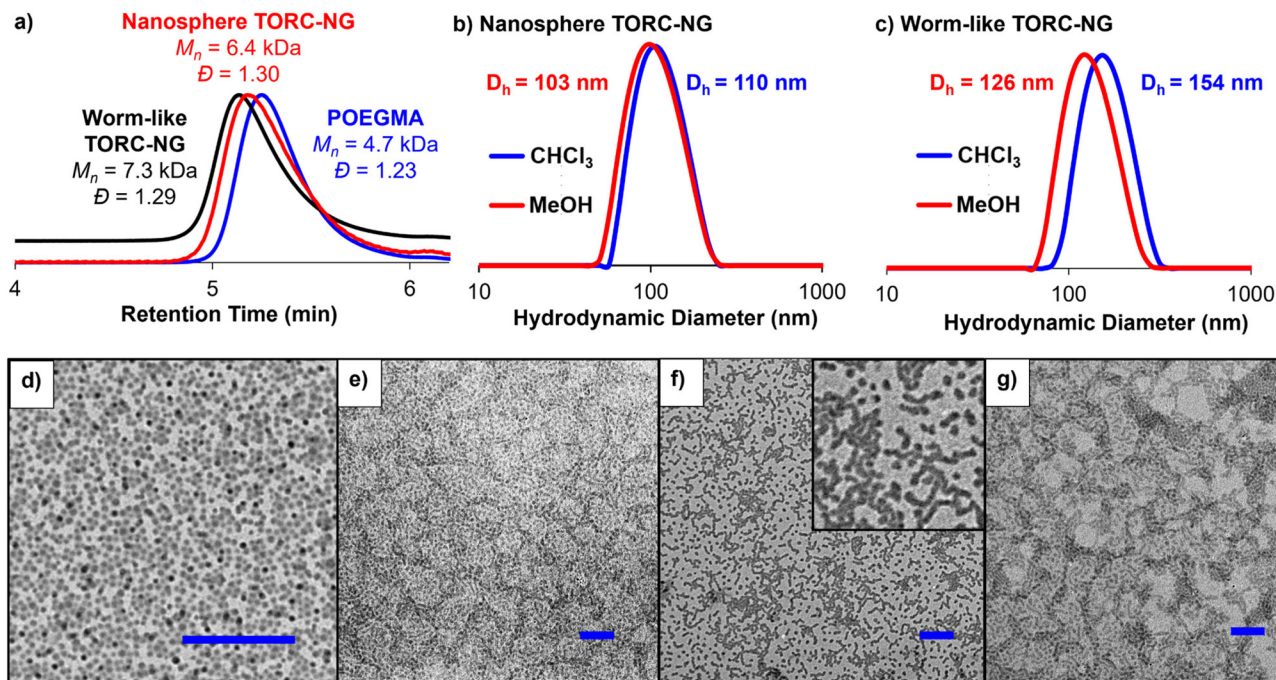 a)
Nanosphere TORC-NG
Mn = 6.4 kDa
Đ = 1.30
Worm-like
TORC-NG
Mn = 7.3 kDa
Đ = 1.29
POEGMA
Mn = 4.7 kDa
Đ = 1.23
4
5
6
Retention Time (min)
b) Nanosphere TORC-NG
Dh = 103 nm
Dh = 110 nm
CHCl3
MeOH
10
100
1000
Hydrodynamic Diameter (nm)
c) Worm-like TORC-NG
Dh = 126 nm
Dh = 154 nm
CHCl3
MeOH
10
100
1000
Hydrodynamic Diameter (nm)
d)
e)
f)
g)